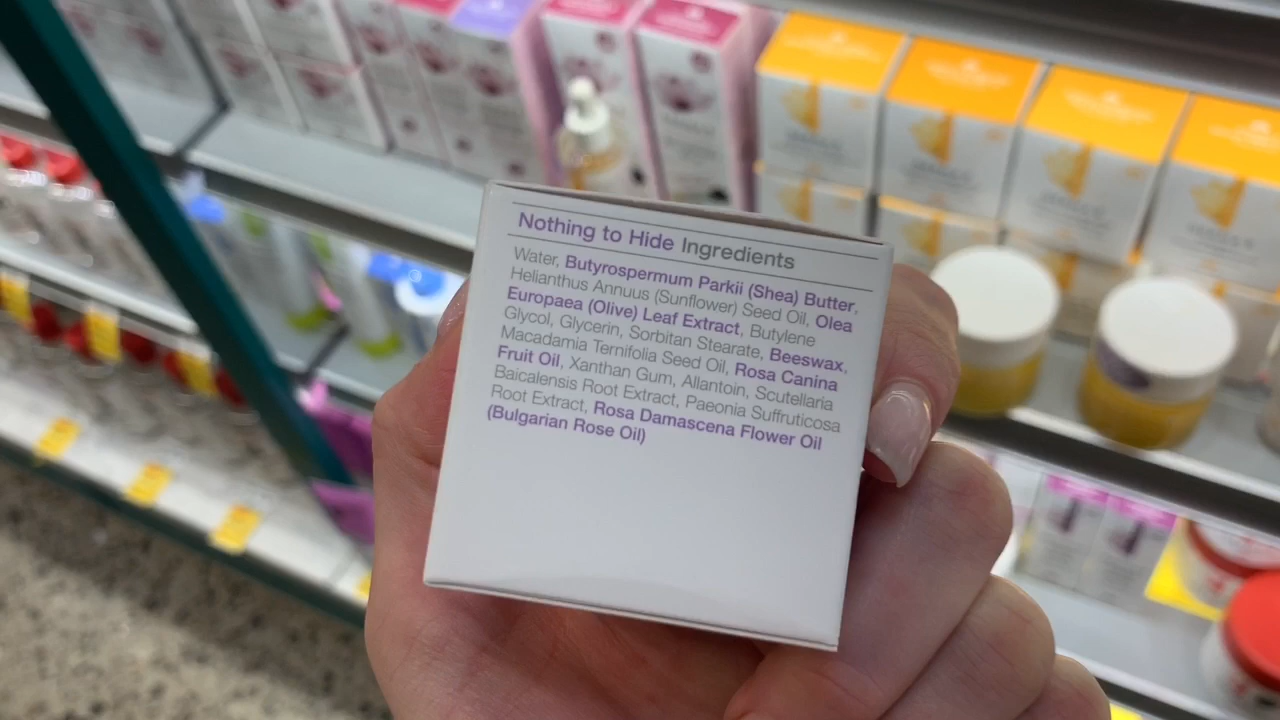 Nothing to Hide Ingredients
Water, Butyrospermum Parkii (Shea) Butter,
Helianthus Annuus (Sunflower) Seed Oil, Olea
Europaea (Olive) Leaf Extract, Butylene
Glycol, Glycerin, Sorbitan Stearate, Beeswax,
Macadamia Ternifolia Seed Oil, Rosa Canina
Fruit Oil, Xanthan Gum, Allantoin, Scutellaria
Baicalensis Root Extract, Paeonia Suffruticosa
Root Extract, Rosa Damascena Flower Oil
(Bulgarian Rose Oil)